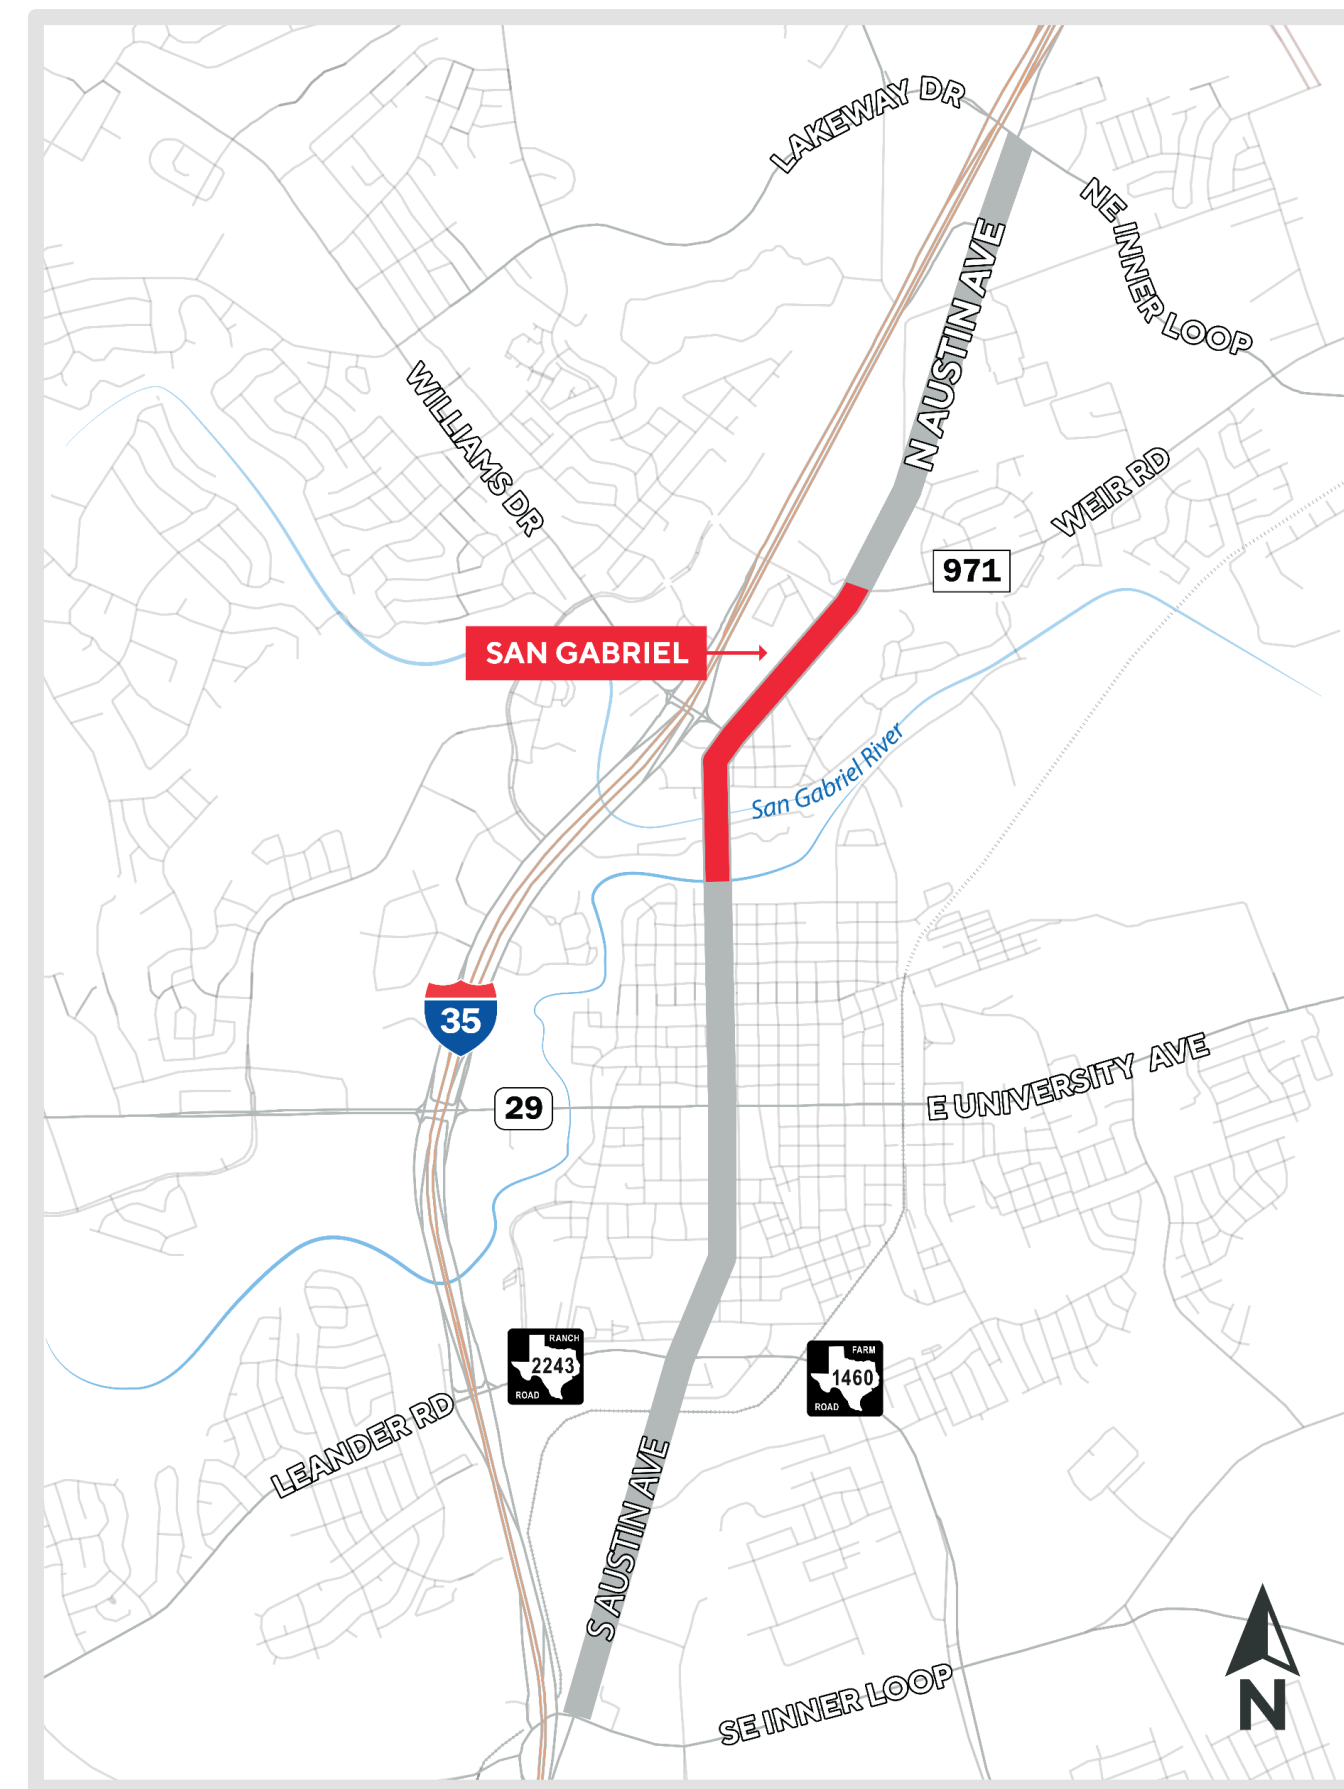 LAKEWAY DR
NE INNER LOOP
N AUSTIN AVE
WILLIAMS DR
WEIR RD
971
SAN GABRIEL
San Gabriel River
35
29
E UNIVERSITY AVE
RANCH
2243
ROAD
FARM
1460
ROAD
LEANDER RD
S AUSTIN AVE
SE INNER LOOP
N